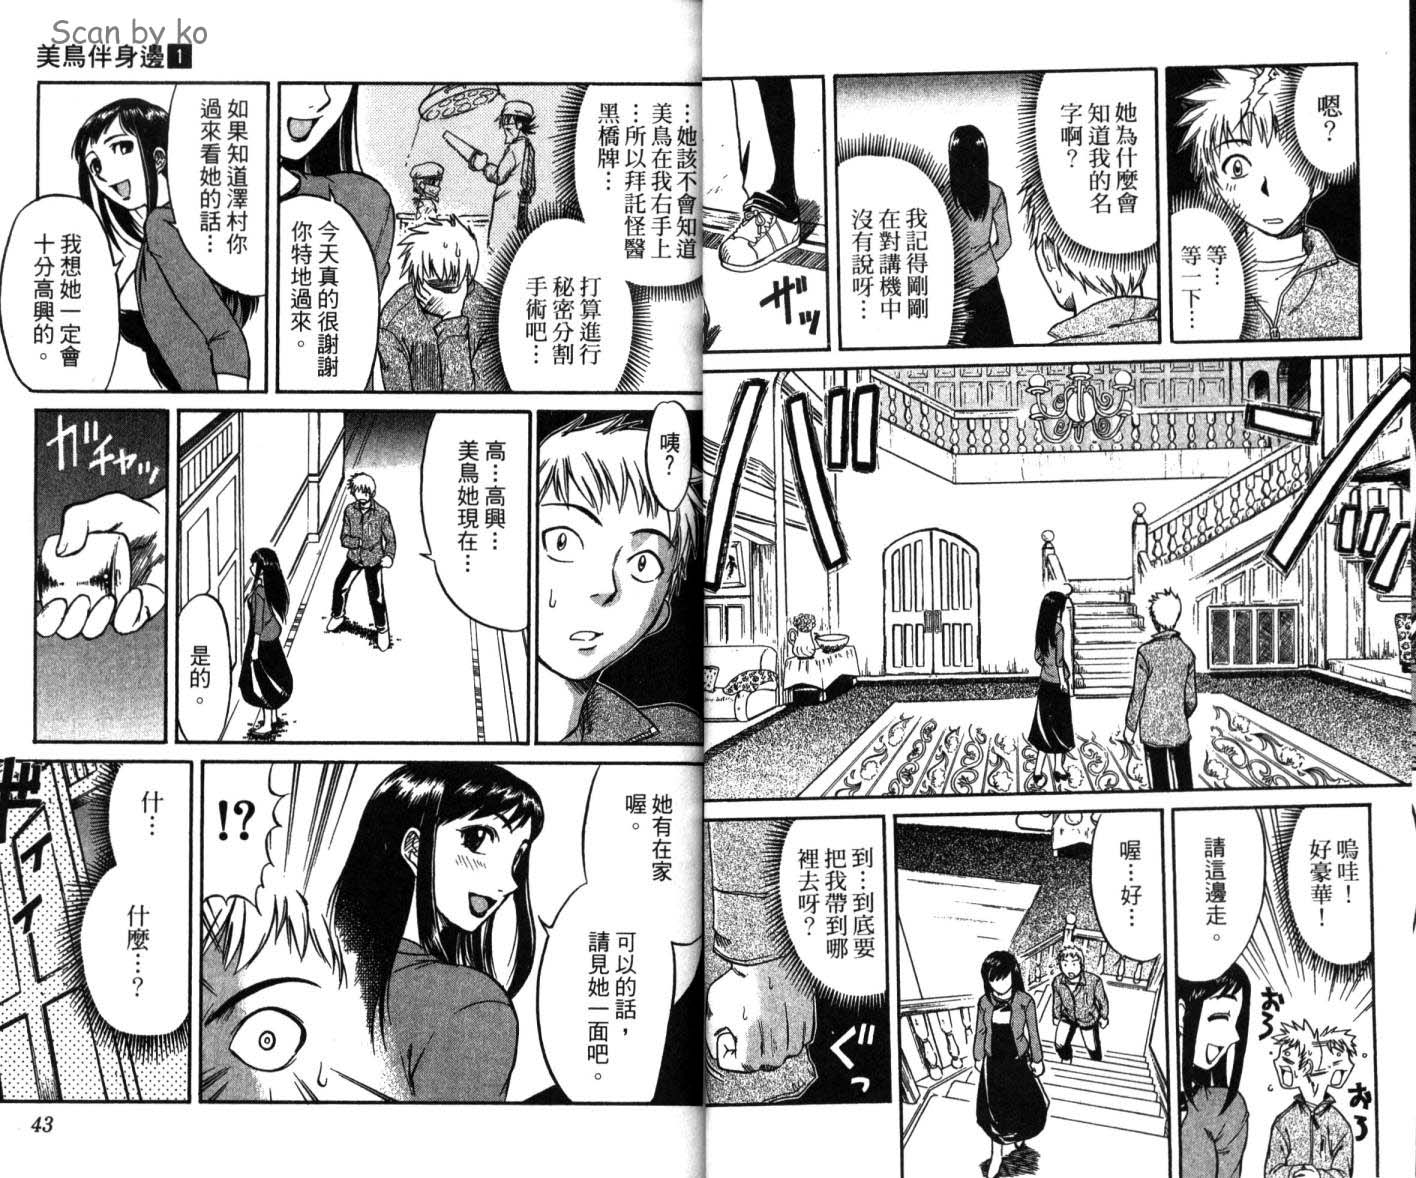 Scan by ko
美鳥伴身邊1
嗯?
等…
等一下…
她為什麼會
知道我的名
字啊?
我記得剛剛
在對講機中
沒有說呀…
ザッ
嗚哇!
好豪華!
請這邊走。
おろ
おろ
喔…好…
到…到底要
把我帶到哪
裡去呀?
ぐっ
…她該不會知道
美鳥在我右手上
…所以拜託怪醫
黑橋牌…
打算進行
秘密分割
手術吧…
今天真的很謝謝
你特地過來。
如果知道澤村你
過來看她的話…
我想她一定會
十分高興的。
咦?
高…高興…
美鳥她現在…
是的。
ガチャッ
她有在家
喔。
可以的話,
請見她一面吧。
!?
什…
什麼…?
ギイイ
43